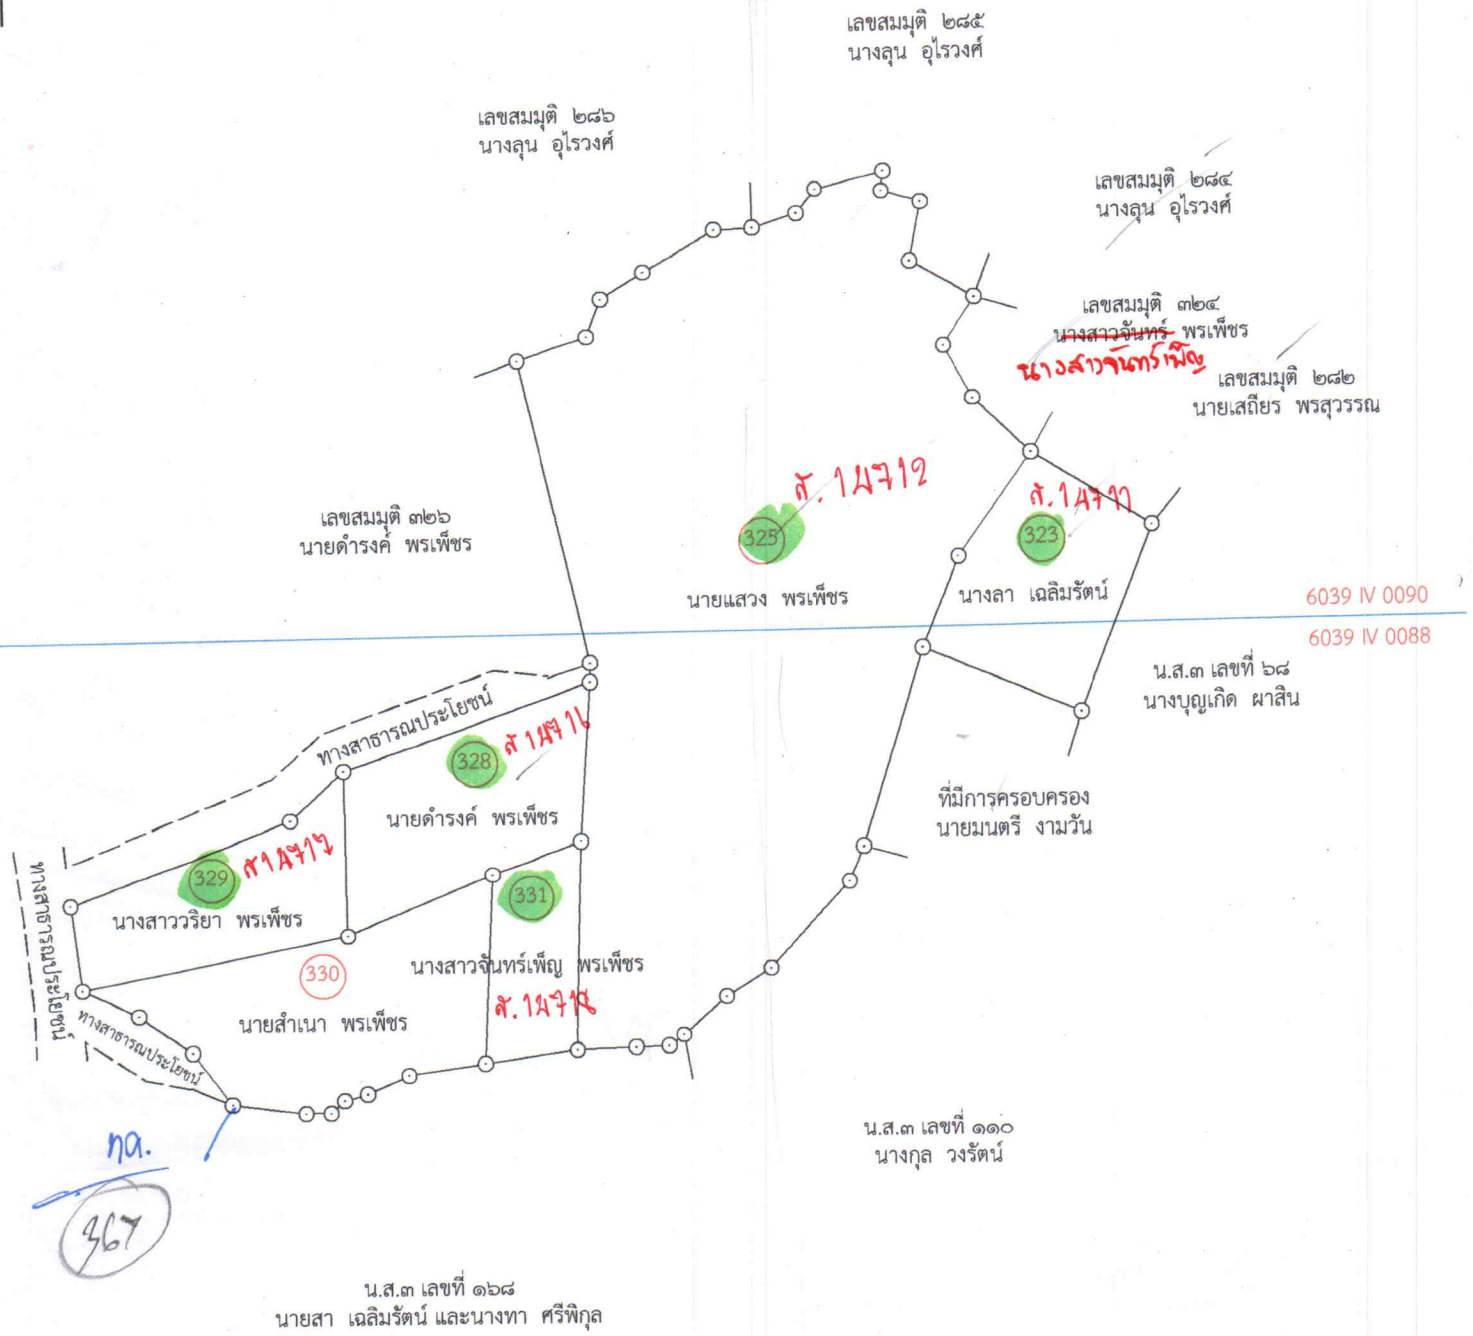 เลขสมมุติ ๒๘๕
นางลุน อุไรวงศ์
เลขสมมุติ ๒๘๖
นางลุน อุไรวงศ์
เลขสมมุติ ๒๘๔
นางลุน อุไรวงศ์
เลขสมมุติ ๓๒๔
นางสาวจันทร์ พรเพ็ชร
นางสาวจันทร์เพ็ญ
เลขสมมุติ ๒๘๒
นายเสถียร พรสุวรรณ
เลขสมมุติ ๓๒๖
นายดำรงค์ พรเพ็ชร
325
นายแสวง พรเพ็ชร
323
นางลา เฉลิมรัตน์
6039 IV 0090
6039 IV 0088
น.ส.๓ เลขที่ ๖๘
นางบุญเกิด ผาสิน
ทางสาธารณประโยชน์
328
นายดำรงค์ พรเพ็ชร
ที่มีการครอบครอง
นายมนตรี งามวัน
329
นางสาววริยา พรเพ็ชร
331
นางสาวจันทร์เพ็ญ พรเพ็ชร
330
นายสำเนา พรเพ็ชร
ทางสาธารณประโยชน์
ทางสาธารณประโยชน์
367
น.ส.๓ เลขที่ ๑๑๐
นางกุล วงรัตน์
น.ส.๓ เลขที่ ๑๖๘
นายสา เฉลิมรัตน์ และนางทา ศรีพิกุล